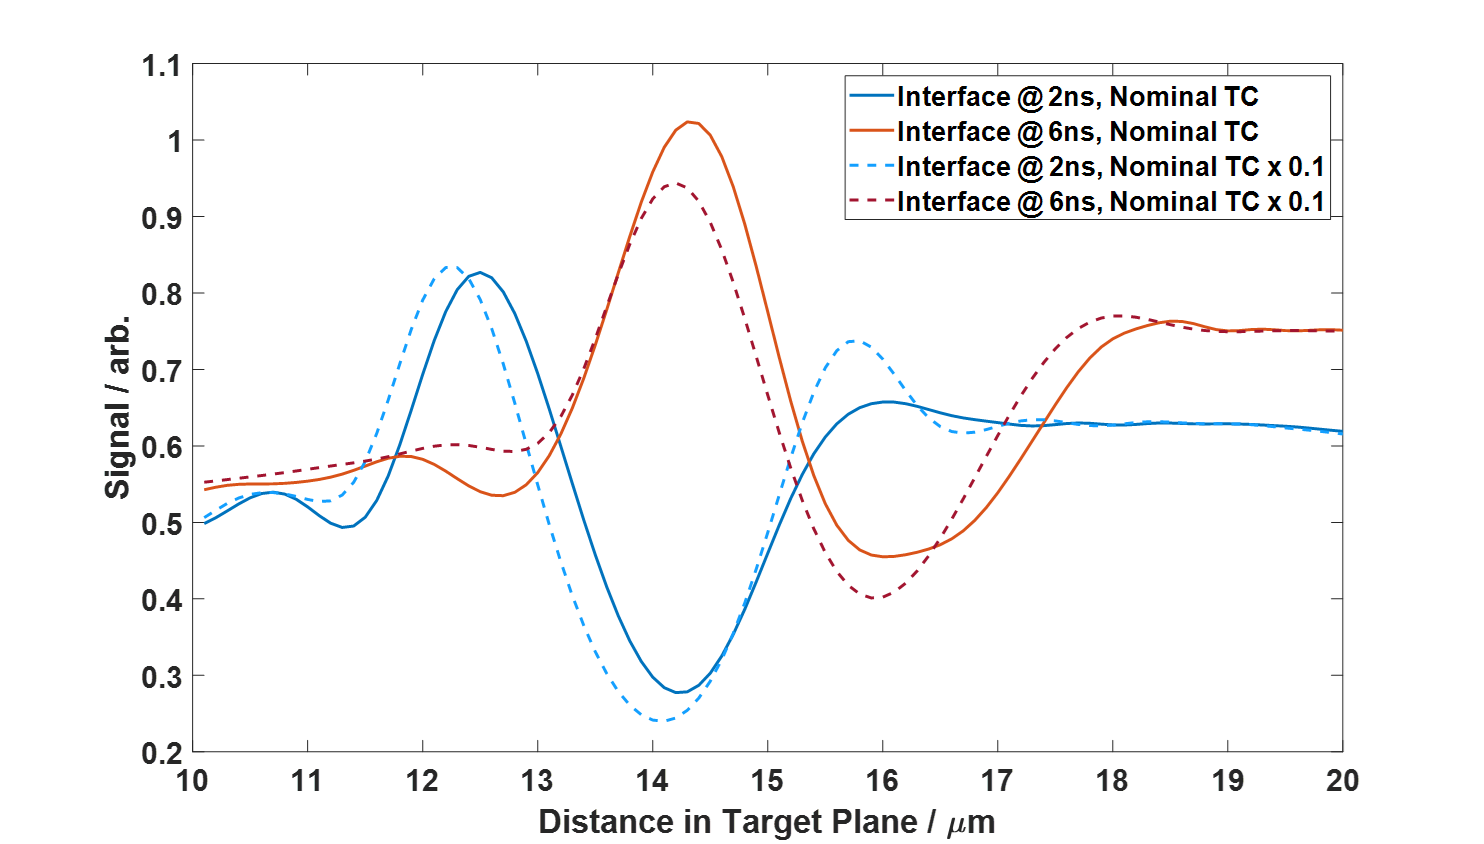 1.1
1
0.9
0.8
0.7
0.6
0.5
0.4
0.3
0.2
Signal / arb.
Interface @ 2ns, Nominal TC
Interface @ 6ns, Nominal TC
Interface @ 2ns, Nominal TC x 0.1
Interface @ 6ns, Nominal TC x 0.1
10 11 12 13 14 15 16 17 18 19 20
Distance in Target Plane / μm